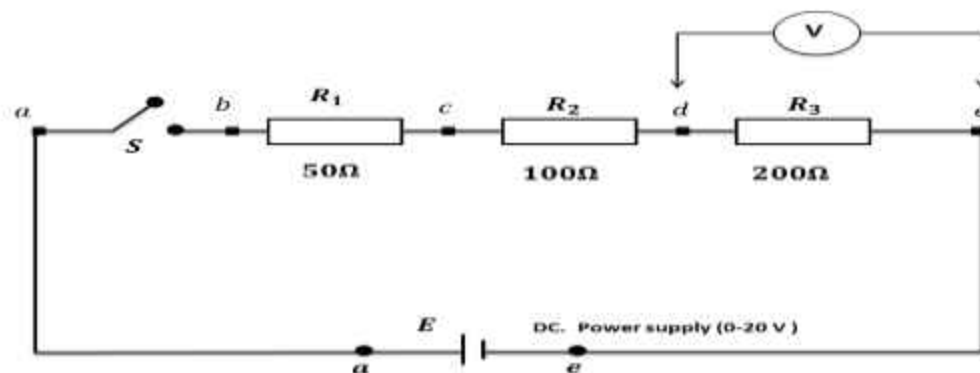 V
a
S
b
R₁
50Ω
c
R₂
100Ω
d
R₃
200Ω
e
E
DC. Power supply (0-20 V )
a
e